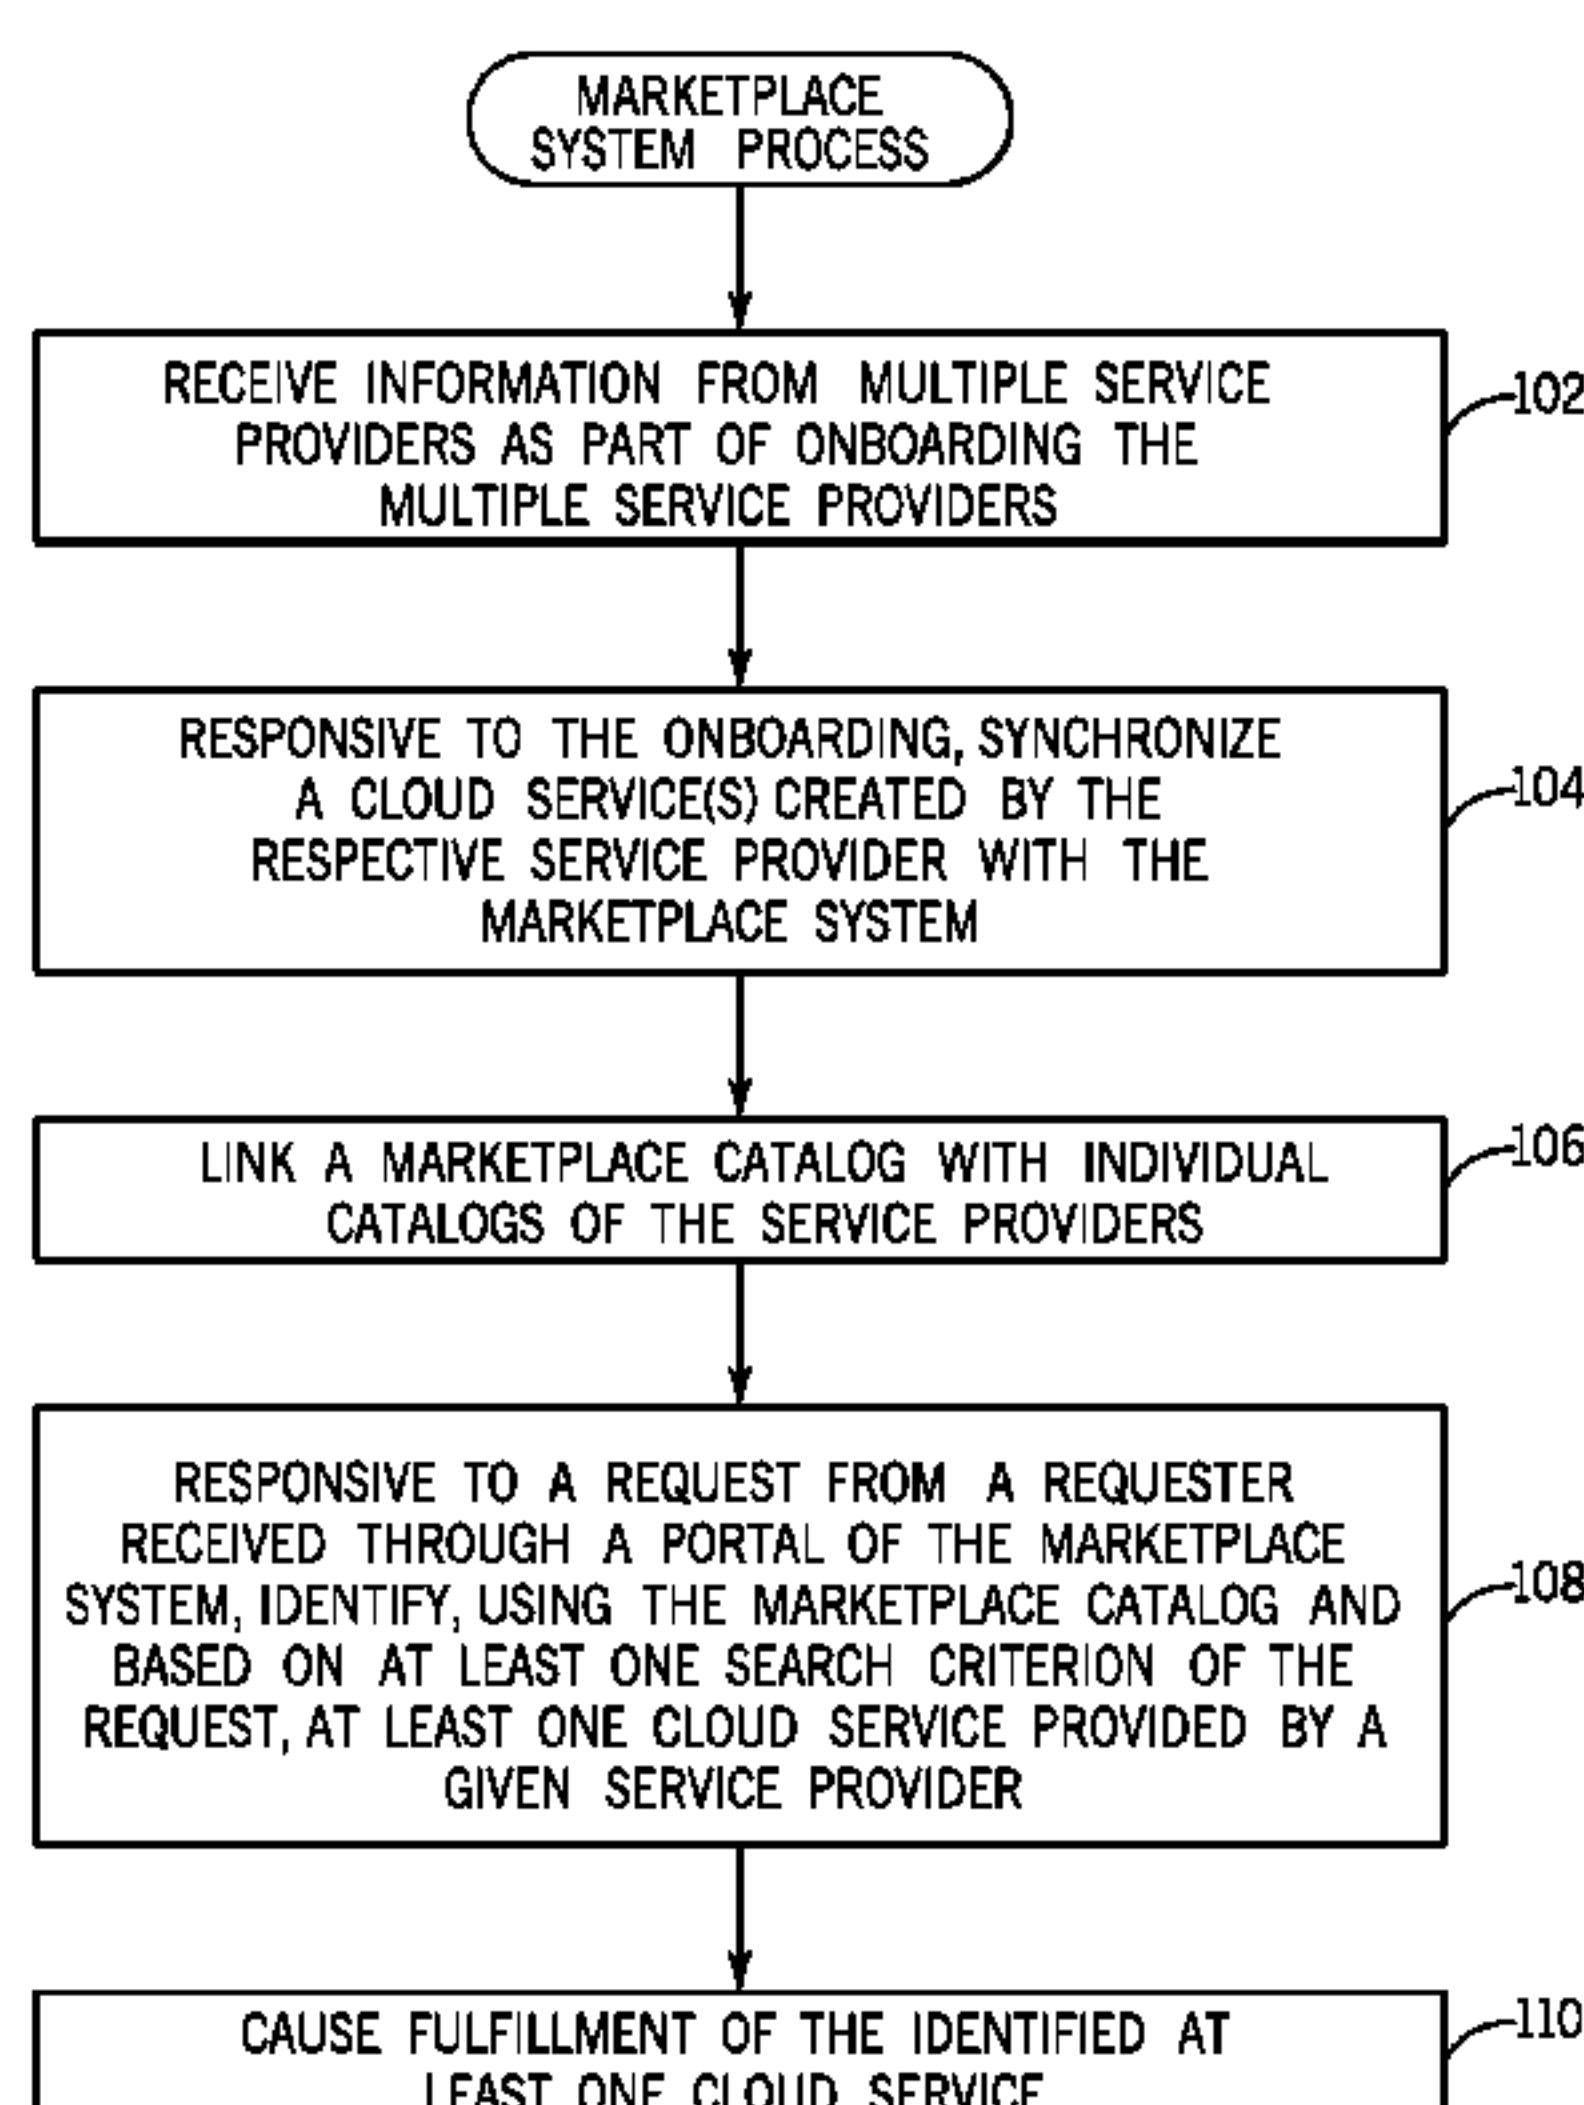 MARKETPLACE
SYSTEM PROCESS
RECEIVE INFORMATION FROM MULTIPLE SERVICE
PROVIDERS AS PART OF ONBOARDING THE
MULTIPLE SERVICE PROVIDERS
102
RESPONSIVE TO THE ONBOARDING, SYNCHRONIZE
A CLOUD SERVICE(S) CREATED BY THE
RESPECTIVE SERVICE PROVIDER WITH THE
MARKETPLACE SYSTEM
104
LINK A MARKETPLACE CATALOG WITH INDIVIDUAL
CATALOGS OF THE SERVICE PROVIDERS
106
RESPONSIVE TO A REQUEST FROM A REQUESTER
RECEIVED THROUGH A PORTAL OF THE MARKETPLACE
SYSTEM, IDENTIFY, USING THE MARKETPLACE CATALOG AND
BASED ON AT LEAST ONE SEARCH CRITERION OF THE
REQUEST, AT LEAST ONE CLOUD SERVICE PROVIDED BY A
GIVEN SERVICE PROVIDER
108
CAUSE FULFILLMENT OF THE IDENTIFIED AT
LEAST ONE CLOUD SERVICE
110